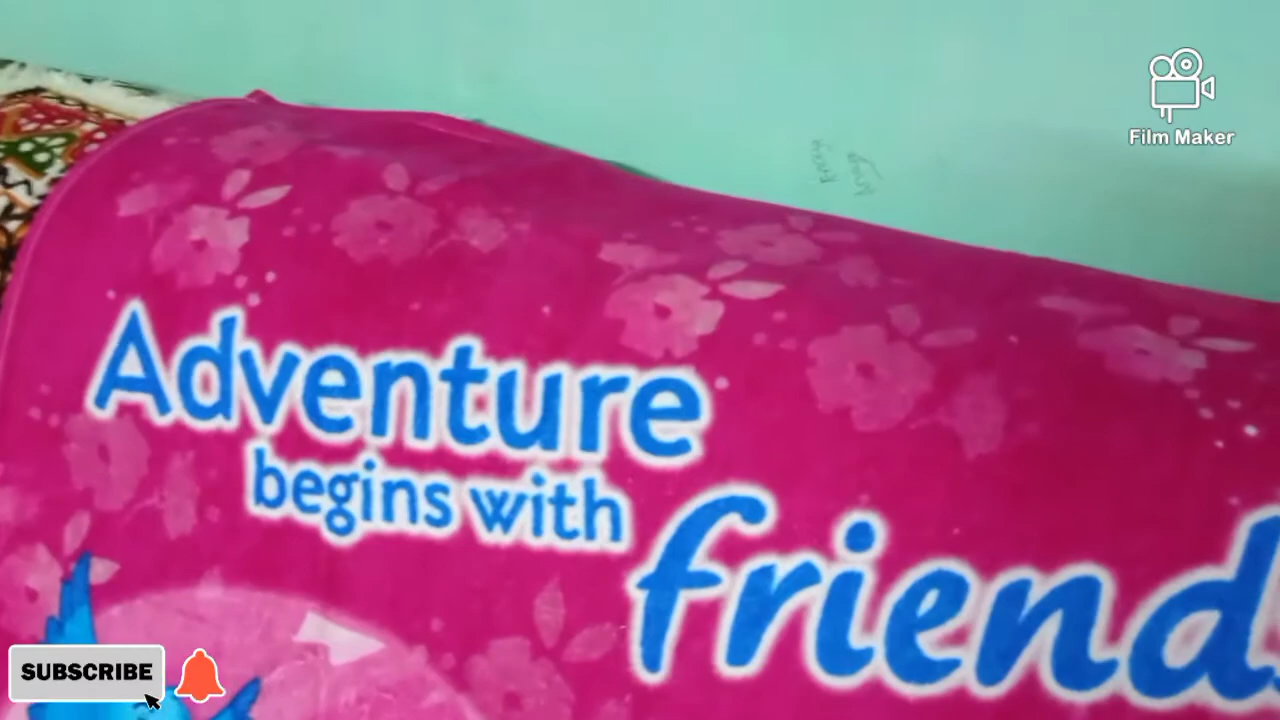 Film Maker
Adventure
begins with
friend
SUBSCRIBE